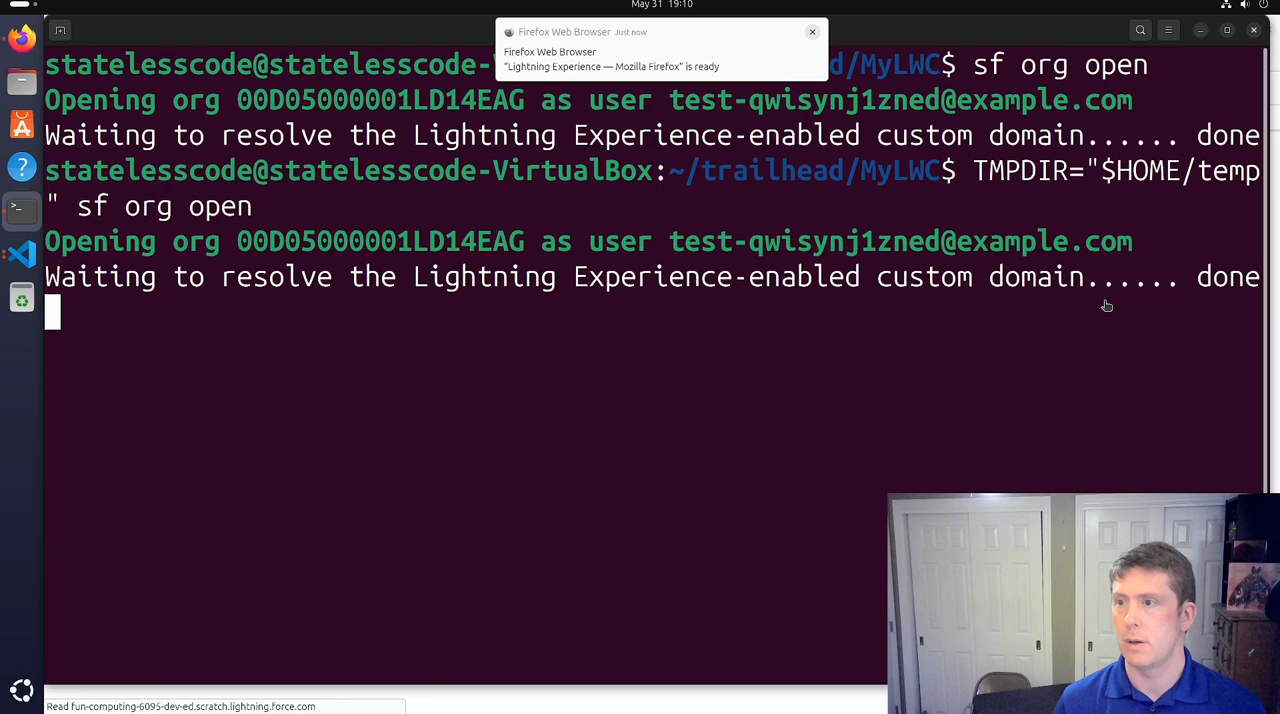 May 31 19:10
Firefox Web Browser Just now
Firefox Web Browser
“Lightning Experience — Mozilla Firefox” is ready
statelesscode@statelesscode- d/MyLWC$ sf org open
Opening org 00D05000001LD14EAG as user test-qwisynj1zned@example.com
Waiting to resolve the Lightning Experience-enabled custom domain...... done
statelesscode@statelesscode-VirtualBox:~/trailhead/MyLWC$ TMPDIR="$HOME/temp
" sf org open
Opening org 00D05000001LD14EAG as user test-qwisynj1zned@example.com
Waiting to resolve the Lightning Experience-enabled custom domain...... done
Read fun-computing-6095-dev-ed.scratch.lightning.force.com